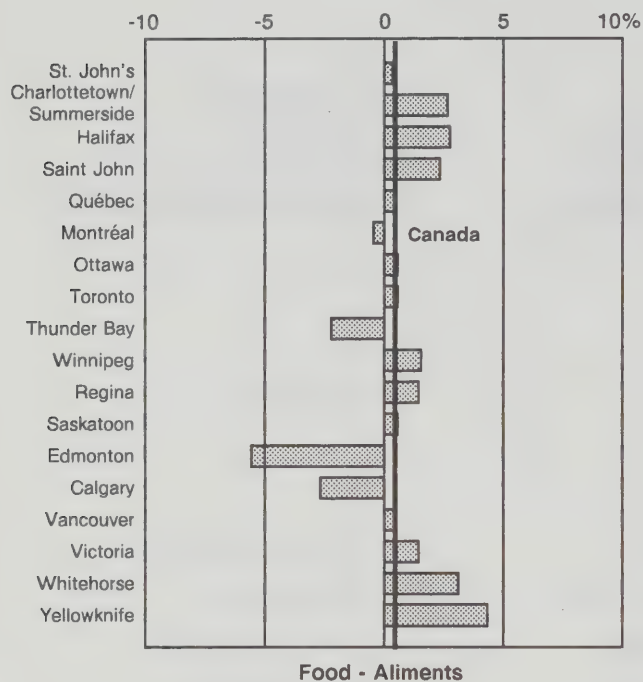 -10 -5 0 5 10%
St. John's
Charlottetown/
Summerside
Halifax
Saint John
Québec
Montréal
Canada
Ottawa
Toronto
Thunder Bay
Winnipeg
Regina
Saskatoon
Edmonton
Calgary
Vancouver
Victoria
Whitehorse
Yellowknife
Food - Aliments